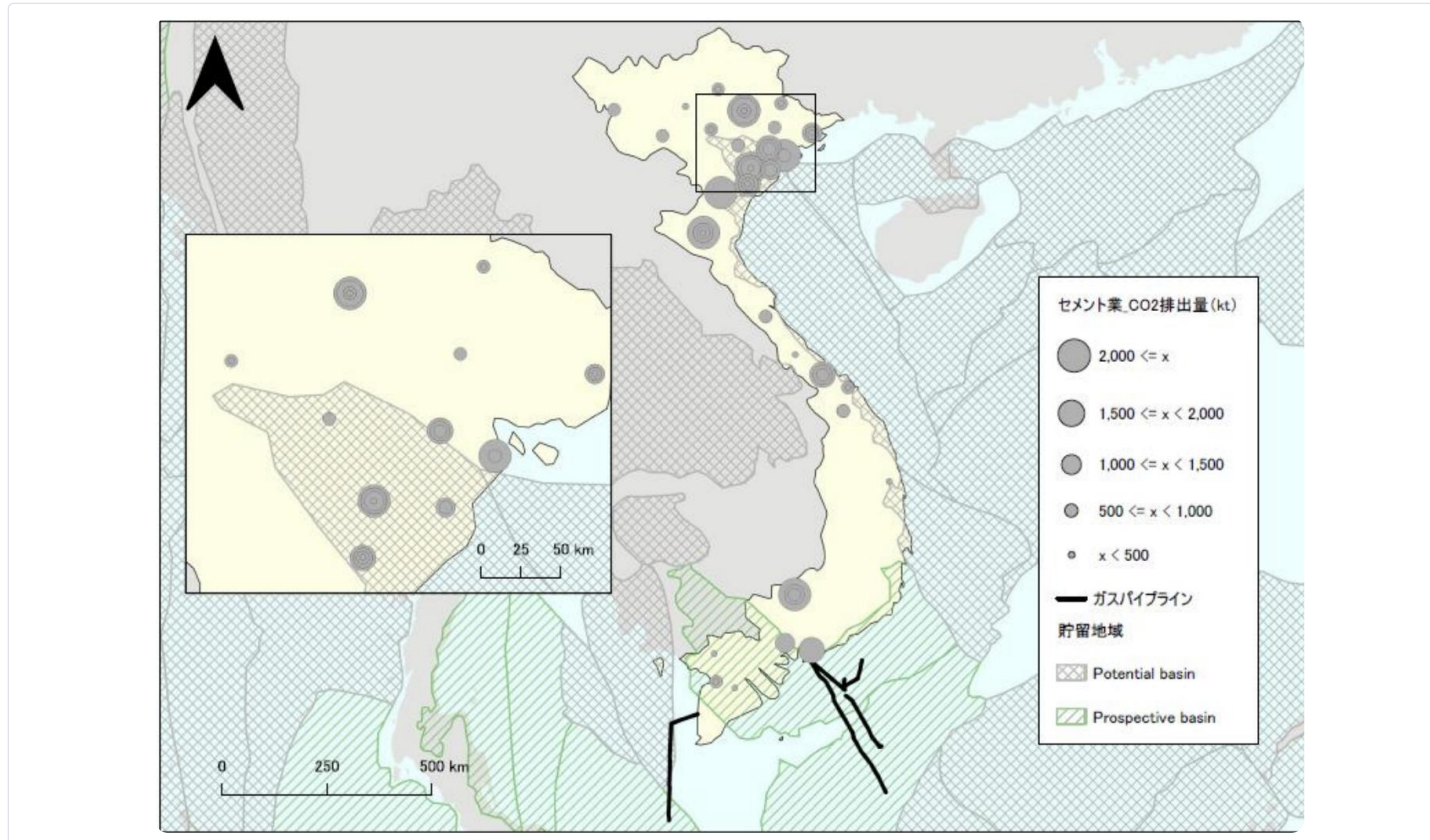 0 25 50 km
0 250 500 km
セメント業_CO2排出量(kt)
2,000 <= x
1,500 <= x < 2,000
1,000 <= x < 1,500
500 <= x < 1,000
x < 500
ガスパイプライン
貯留地域
Potential basin
Prospective basin